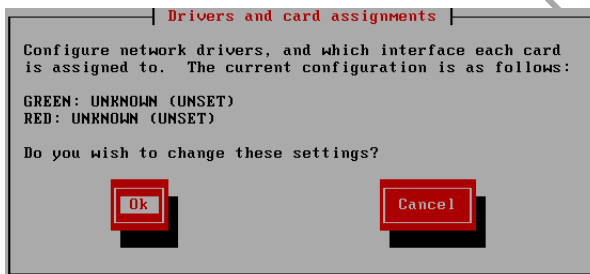 Drivers and card assignments
Configure network drivers, and which interface each card
is assigned to.  The current configuration is as follows:
GREEN: UNKNOWN (UNSET)
RED: UNKNOWN (UNSET)
Do you wish to change these settings?
Ok Cancel